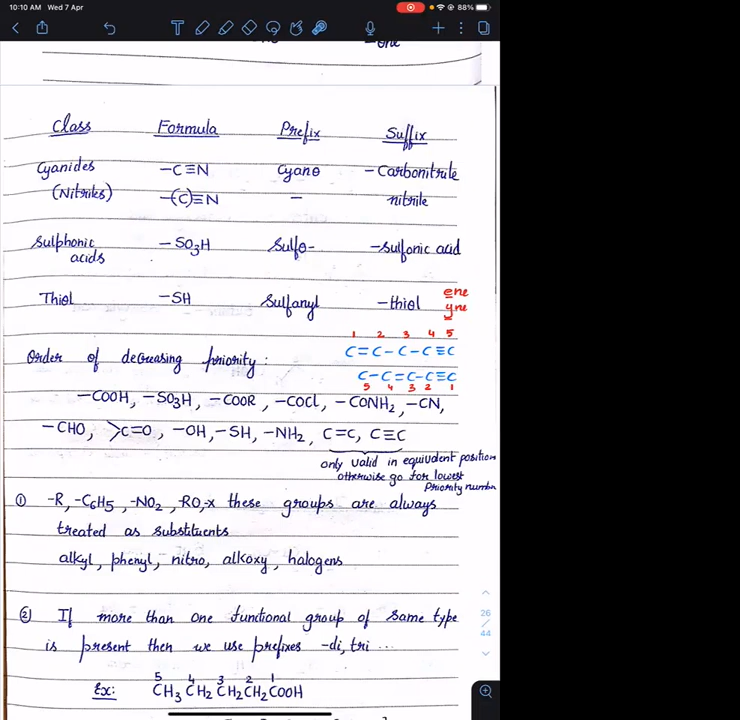 10:10 AM Wed 7 Apr
88%
-one
Class Formula Prefix Suffix
Cyanides -C≡N Cyano -Carbonitrile
(Nitriles) -(C)≡N - nitrile
Sulphonic acids -SO3H Sulfo- -sulfonic acid
Thiol -SH Sulfanyl -thiol
ene
yne
1 2 3 4 5
C=C-C-C≡C
C-C=C-C≡C
5 4 3 2 1
Order of decreasing priority:
-COOH, -SO3H, -COOR, -COCl, -CONH2, -CN,
-CHO, >C=O, -OH, -SH, -NH2, C=C, C≡C
only valid in equivdent position
otherwise go for lowest
Priority number
① -R, -C6H5, -NO2, -RO,-x these groups are always
treated as substituents
alkyl, phenyl, nitro, alkoxy, halogens
② If more than one functional group of same type
is present then we use prefixes -di, tri ...
5 4 3 2 1
Ex: CH3 CH2 CH2 CH2 COOH
26
/
44